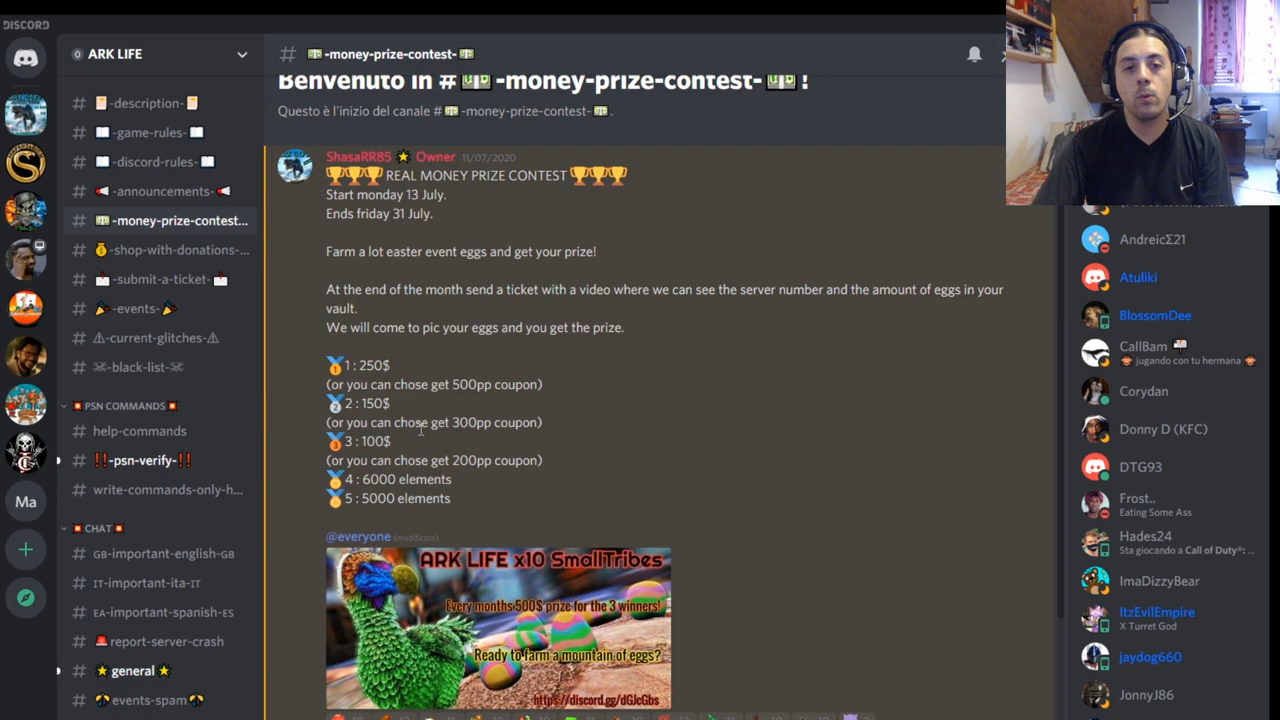 DISCORD
ARK LIFE
-description-
-game-rules-
-discord-rules-
-announcements-
-money-prize-contest...
-shop-with-donations-...
-submit-a-ticket-
-events-
-current-glitches-
-black-list-
PSN COMMANDS
help-commands
-psn-verify-
write-commands-only-h...
CHAT
GB-important-english-GB
IT-important-ita-IT
EA-important-spanish-ES
report-server-crash
general
events-spam
Ma
# -money-prize-contest-
Benvenuto in # -money-prize-contest- !
Questo è l'inizio del canale # -money-prize-contest- .
ShasaRR85 Owner 11/07/2020
REAL MONEY PRIZE CONTEST
Start monday 13 July.
Ends friday 31 July.
Farm a lot easter event eggs and get your prize!
At the end of the month send a ticket with a video where we can see the server number and the amount of eggs in your
vault.
We will come to pic your eggs and you get the prize.
1 : 250$
(or you can chose get 500pp coupon)
2 : 150$
(or you can chose get 300pp coupon)
3 : 100$
(or you can chose get 200pp coupon)
4 : 6000 elements
5 : 5000 elements
@everyone (modificato)
ARK LIFE x10 SmallTribes
Every months 500$ prize for the 3 winners!
Ready to farm a mountain of eggs?
https://discord.gg/dGJcGbs
AndreicΣ21
Atuliki
BlossomDee
CallBam
jugando con tu hermana
Corydan
Donny D (KFC)
DTG93
Frost..
Eating Some Ass
Hades24
Sta giocando a Call of Duty®: ...
ImaDizzyBear
ItzEvilEmpire
X Turret God
jaydog660
JonnyJ86